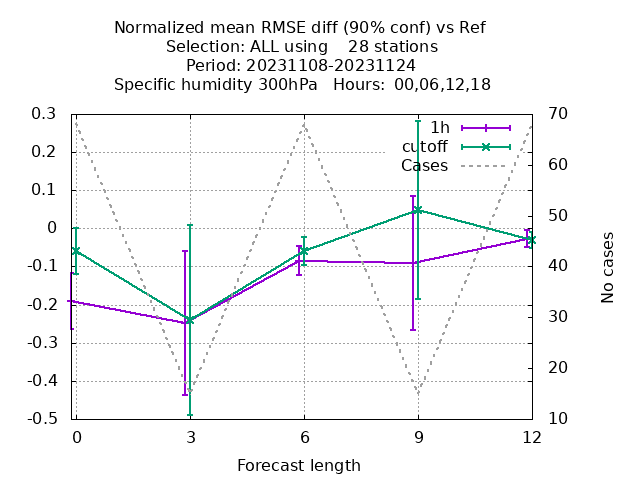 Normalized mean RMSE diff (90% conf) vs Ref
Selection: ALL using    28 stations
Period: 20231108-20231124
Specific humidity 300hPa   Hours: 00,06,12,18
0.3
0.2
0.1
0
-0.1
-0.2
-0.3
-0.4
-0.5
70
60
50
40
30
20
10
1h
cutoff
Cases
No cases
0 3 6 9 12
Forecast length